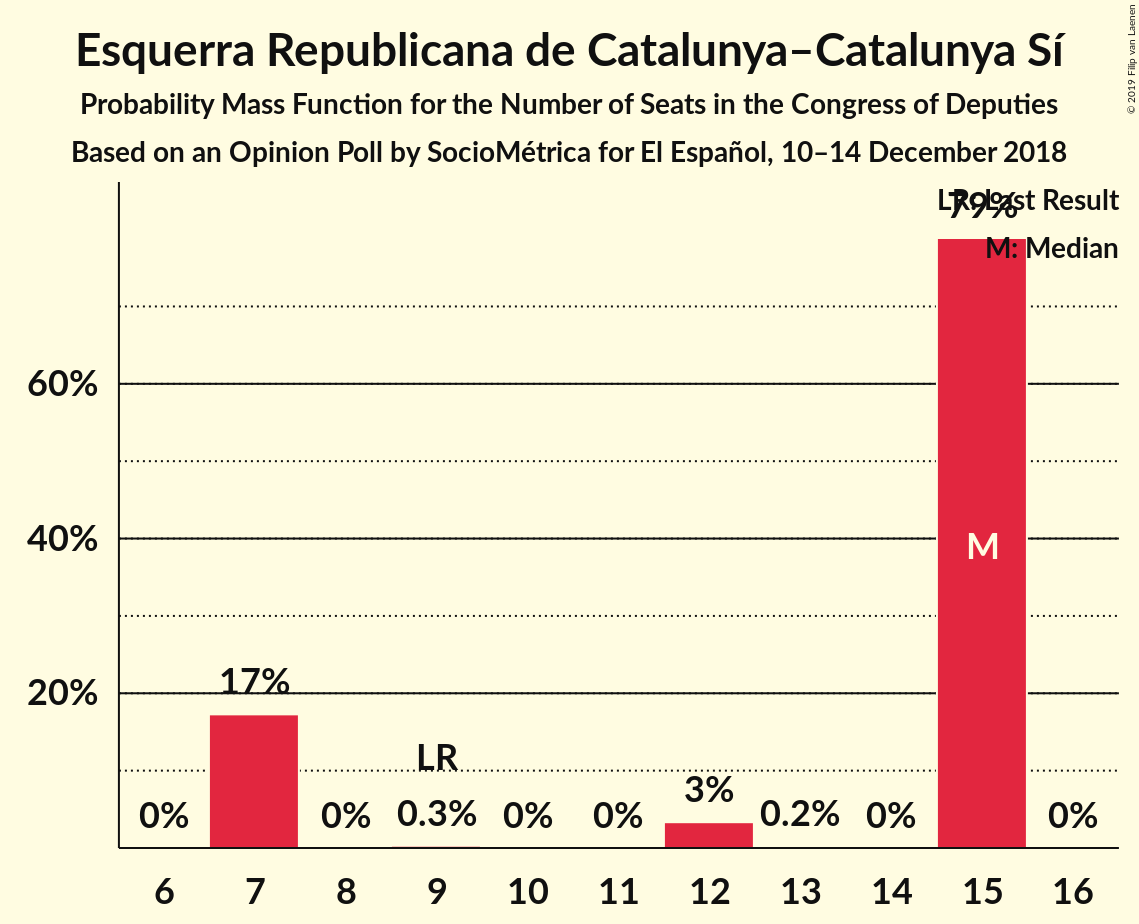 Esquerra Republicana de Catalunya–Catalunya Sí
Probability Mass Function for the Number of Seats in the Congress of Deputies
Based on an Opinion Poll by SocioMétrica for El Español, 10–14 December 2018
© 2019 Filip van Laenen
LR: Last Result
M: Median
79%
60%
40%
20%
M
17%
LR
0% 0% 0.3% 0% 0% 3% 0.2% 0% 0%
6 7 8 9 10 11 12 13 14 15 16